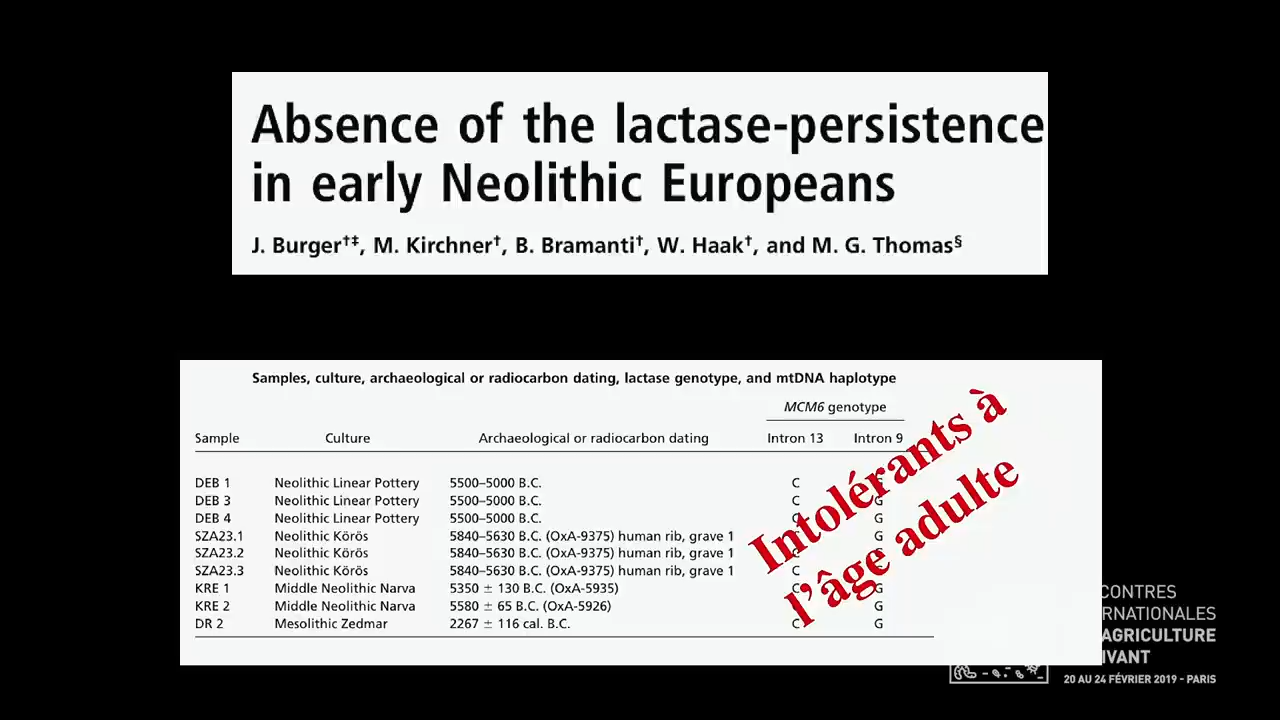 Absence of the lactase-persistence
in early Neolithic Europeans
J. Burger†‡, M. Kirchner†, B. Bramanti†, W. Haak†, and M. G. Thomas§
Samples, culture, archaeological or radiocarbon dating, lactase genotype, and mtDNA haplotype
MCM6 genotype
Sample Culture Archaeological or radiocarbon dating Intron 13 Intron 9
DEB 1 Neolithic Linear Pottery 5500–5000 B.C. C
DEB 3 Neolithic Linear Pottery 5500–5000 B.C. C G
DEB 4 Neolithic Linear Pottery 5500–5000 B.C. G
SZA23.1 Neolithic Körös 5840–5630 B.C. (OxA-9375) human rib, grave 1 G
SZA23.2 Neolithic Körös 5840–5630 B.C. (OxA-9375) human rib, grave 1
SZA23.3 Neolithic Körös 5840–5630 B.C. (OxA-9375) human rib, grave 1 C
KRE 1 Middle Neolithic Narva 5350 ± 130 B.C. (OxA-5935) G
KRE 2 Middle Neolithic Narva 5580 ± 65 B.C. (OxA-5926) G
DR 2 Mesolithic Zedmar 2267 ± 116 cal. B.C. C G
Intolérants à
l'âge adulte
CONTRES
RNATIONALES
AGRICULTURE
IVANT
20 AU 24 FÉVRIER 2019 - PARIS